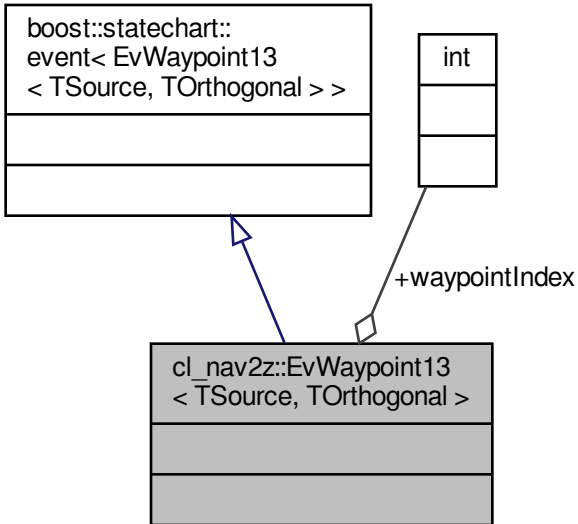 boost::statechart::
event< EvWaypoint13
< TSource, TOrthogonal > >
int
+waypointIndex
cl_nav2z::EvWaypoint13
< TSource, TOrthogonal >